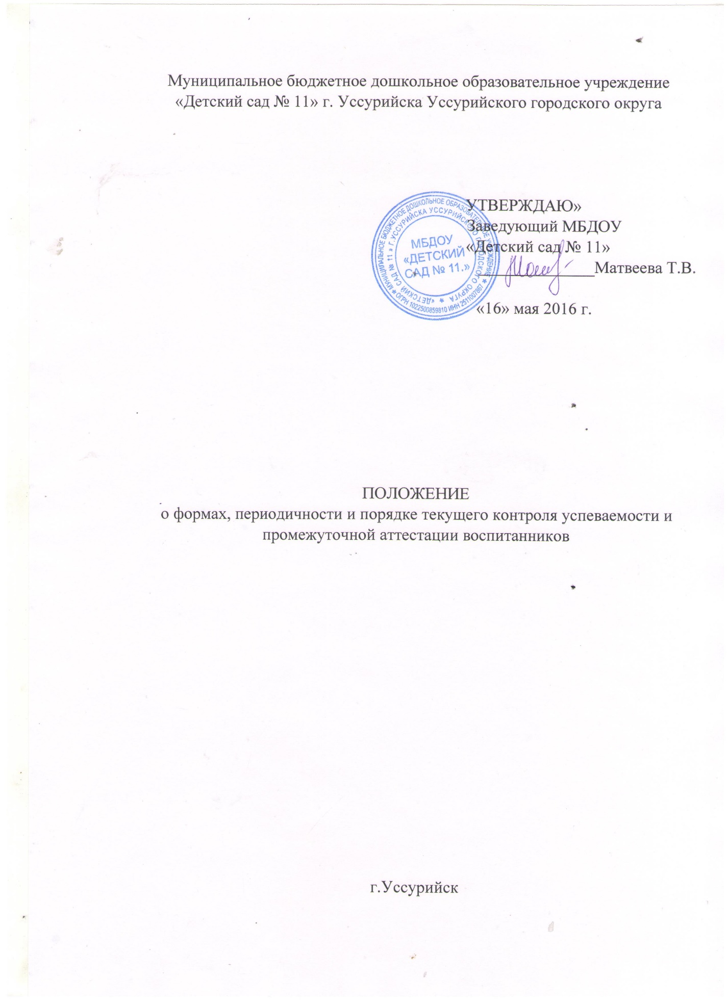 Муниципальное бюджетное дошкольное образовательное учреждение
«Детский сад № 11» г. Уссурийска Уссурийского городского округа
УТВЕРЖДАЮ»
Заведующий МБДОУ
«Детский сад № 11»
Матвеева Т.В.
«16» мая 2016 г.
МУНИЦИПАЛЬНОЕ БЮДЖЕТНОЕ ДОШКОЛЬНОЕ ОБРАЗОВАТЕЛЬНОЕ УЧРЕЖДЕНИЕ * ОГРН 1022500859810 ИНН 2511007867 *
«ДЕТСКИЙ САД № 11 » Г.УССУРИЙСКА УССУРИЙСКОГО ГОРОДСКОГО ОКРУГА *
МБДОУ
«ДЕТСКИЙ
САД № 11.»
ПОЛОЖЕНИЕ
о формах, периодичности и порядке текущего контроля успеваемости и
промежуточной аттестации воспитанников
г.Уссурийск